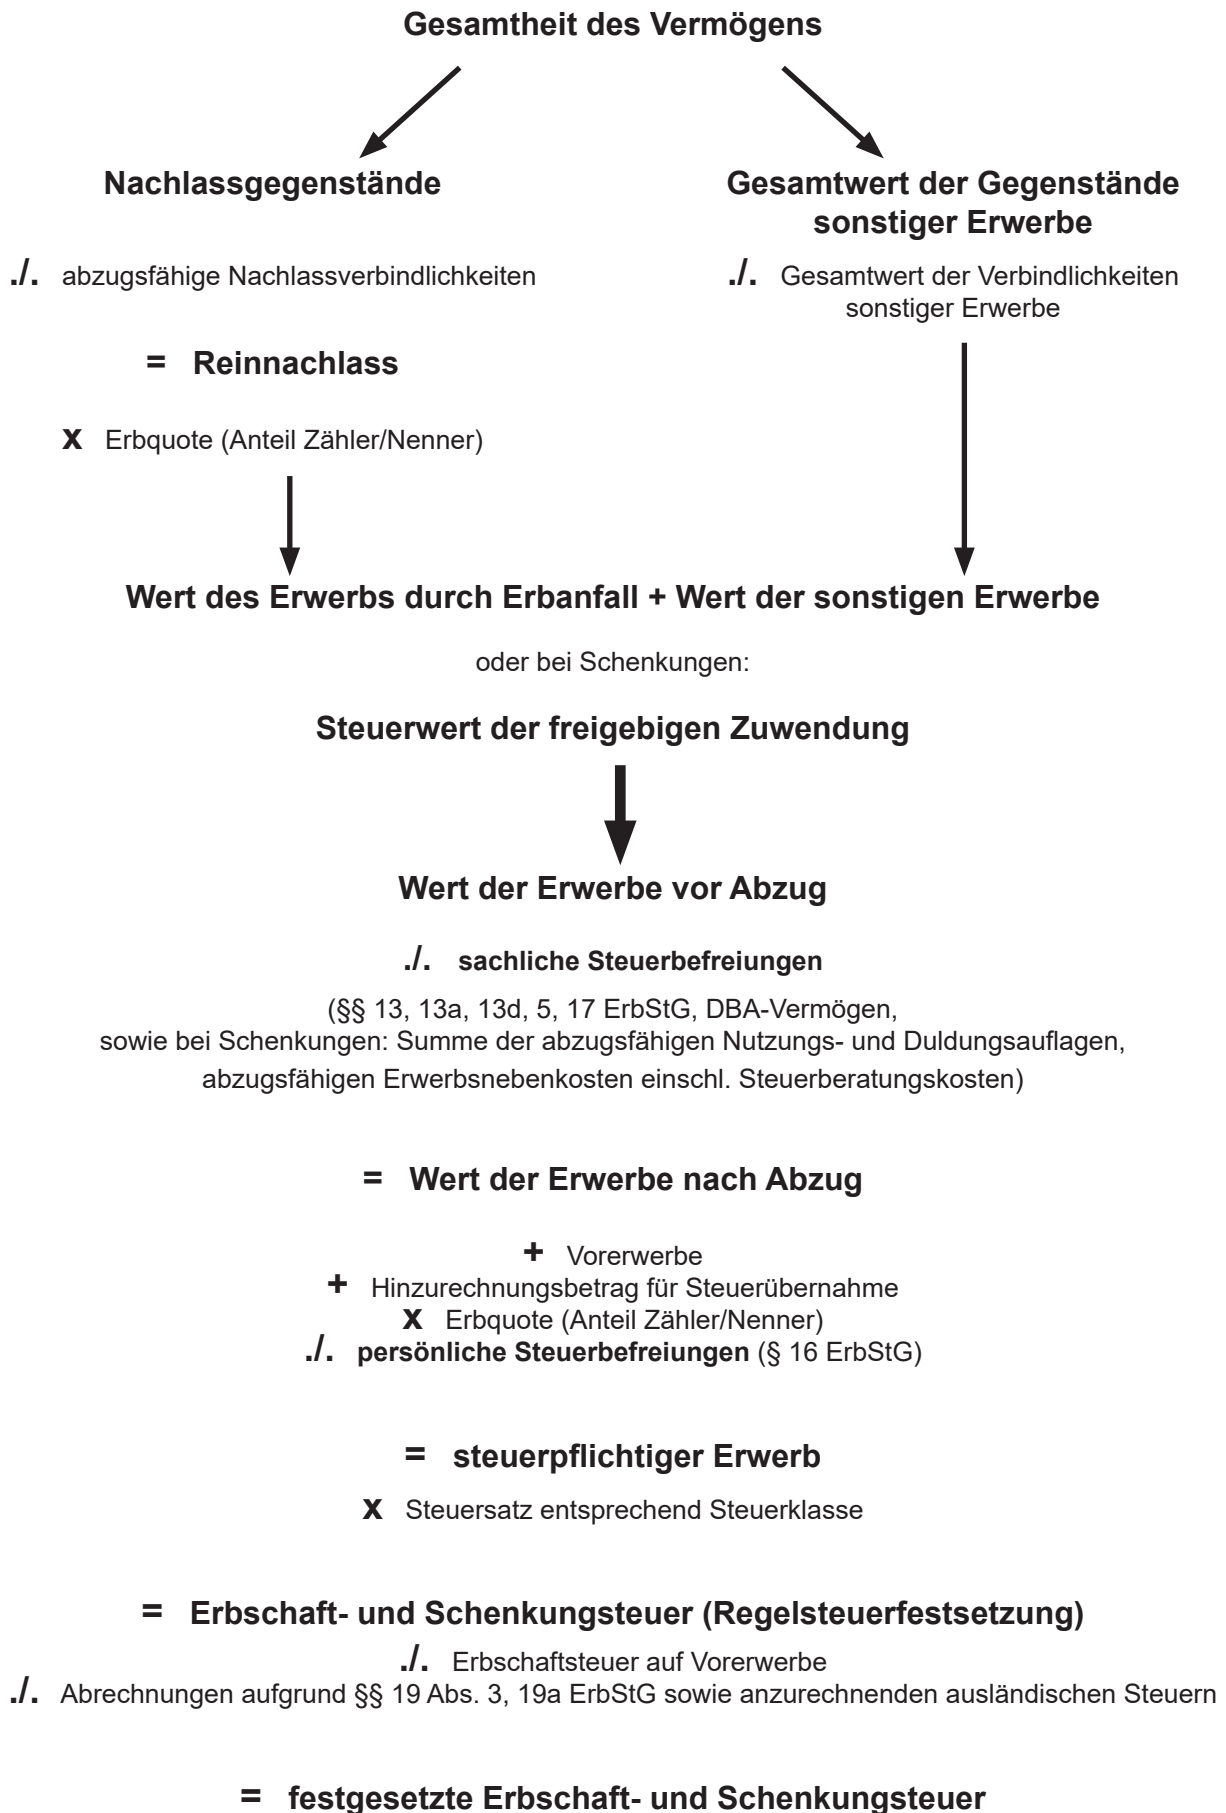 Gesamtheit des Vermögens
Nachlassgegenstände
./. abzugsfähige Nachlassverbindlichkeiten
= Reinnachlass
x Erbquote (Anteil Zähler/Nenner)
Gesamtwert der Gegenstände
sonstiger Erwerbe
./. Gesamtwert der Verbindlichkeiten
sonstiger Erwerbe
Wert des Erwerbs durch Erbanfall + Wert der sonstigen Erwerbe
oder bei Schenkungen:
Steuerwert der freigebigen Zuwendung
Wert der Erwerbe vor Abzug
./. sachliche Steuerbefreiungen
(§§ 13, 13a, 13d, 5, 17 ErbStG, DBA-Vermögen,
sowie bei Schenkungen: Summe der abzugsfähigen Nutzungs- und Duldungsauflagen,
abzugsfähigen Erwerbsnebenkosten einschl. Steuerberatungskosten)
= Wert der Erwerbe nach Abzug
+ Vorerwerbe
+ Hinzurechnungsbetrag für Steuerübernahme
x Erbquote (Anteil Zähler/Nenner)
./. persönliche Steuerbefreiungen (§ 16 ErbStG)
= steuerpflichtiger Erwerb
x Steuersatz entsprechend Steuerklasse
= Erbschaft- und Schenkungsteuer (Regelsteuerfestsetzung)
./. Erbschaftsteuer auf Vorerwerbe
./. Abrechnungen aufgrund §§ 19 Abs. 3, 19a ErbStG sowie anzurechnenden ausländischen Steuern
= festgesetzte Erbschaft- und Schenkungsteuer